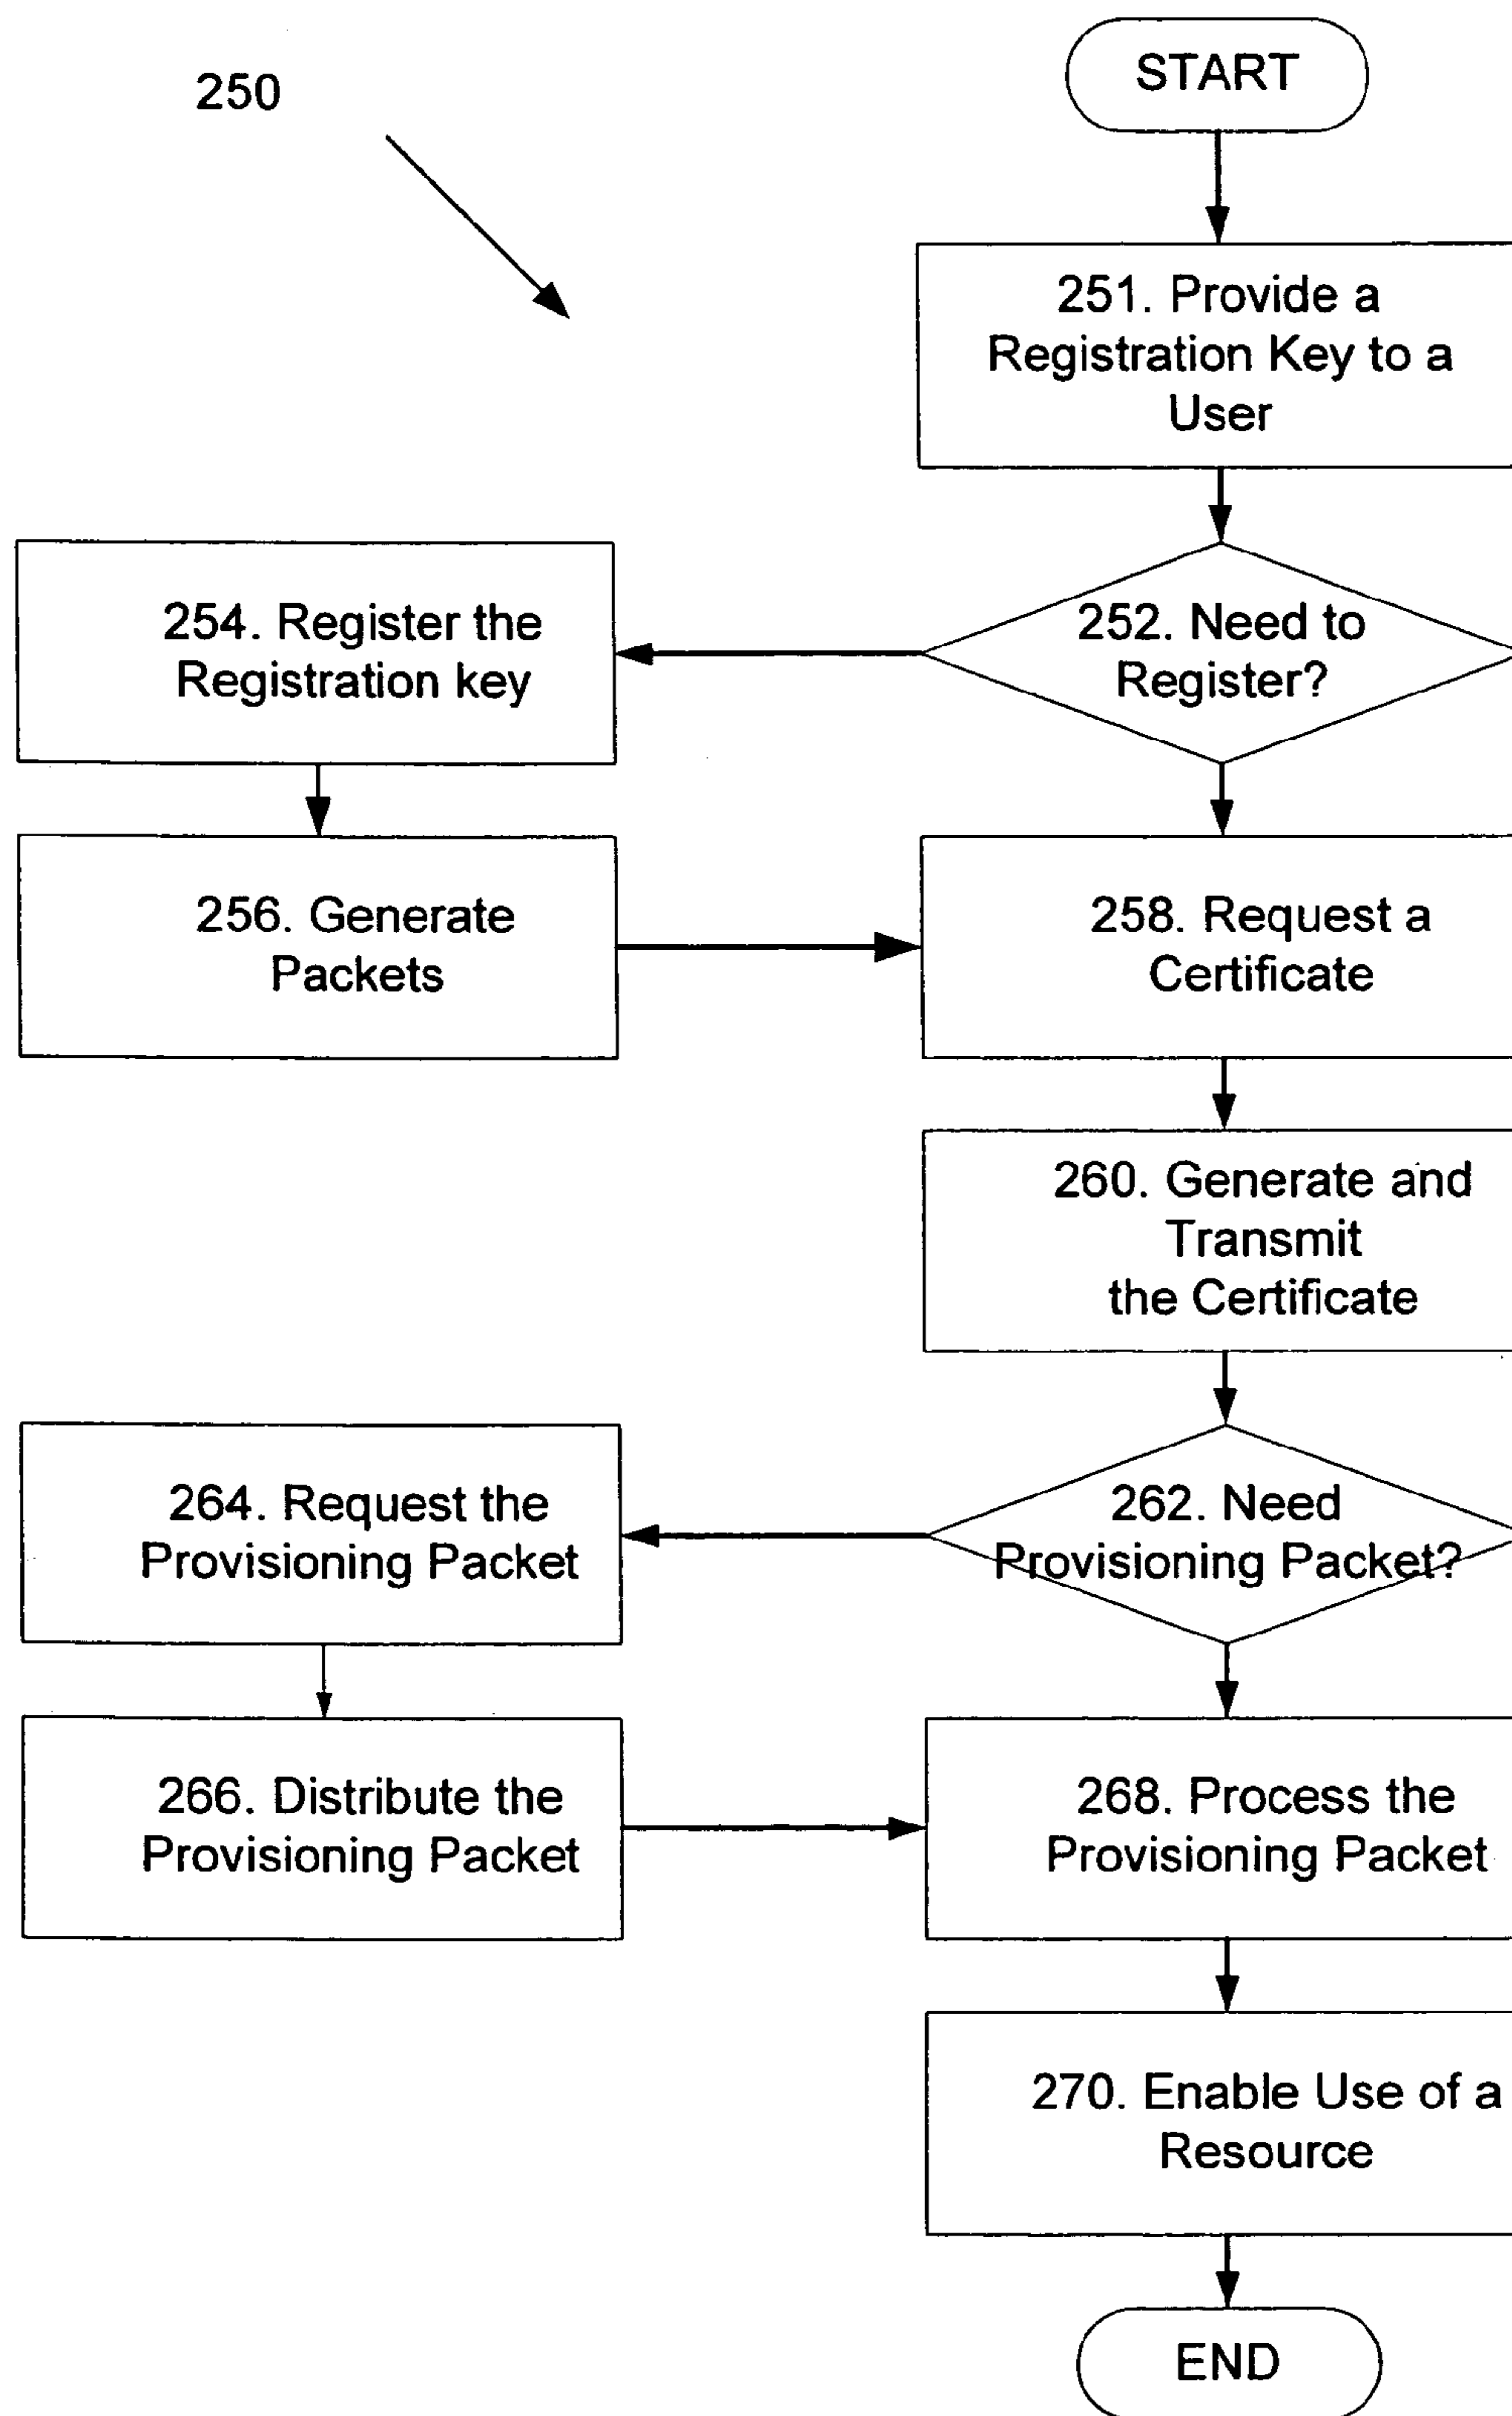 250
START
251. Provide a
Registration Key to a
User
252. Need to
Register?
254. Register the
Registration key
256. Generate
Packets
258. Request a
Certificate
260. Generate and
Transmit
the Certificate
262. Need
Provisioning Packet?
264. Request the
Provisioning Packet
266. Distribute the
Provisioning Packet
268. Process the
Provisioning Packet
270. Enable Use of a
Resource
END